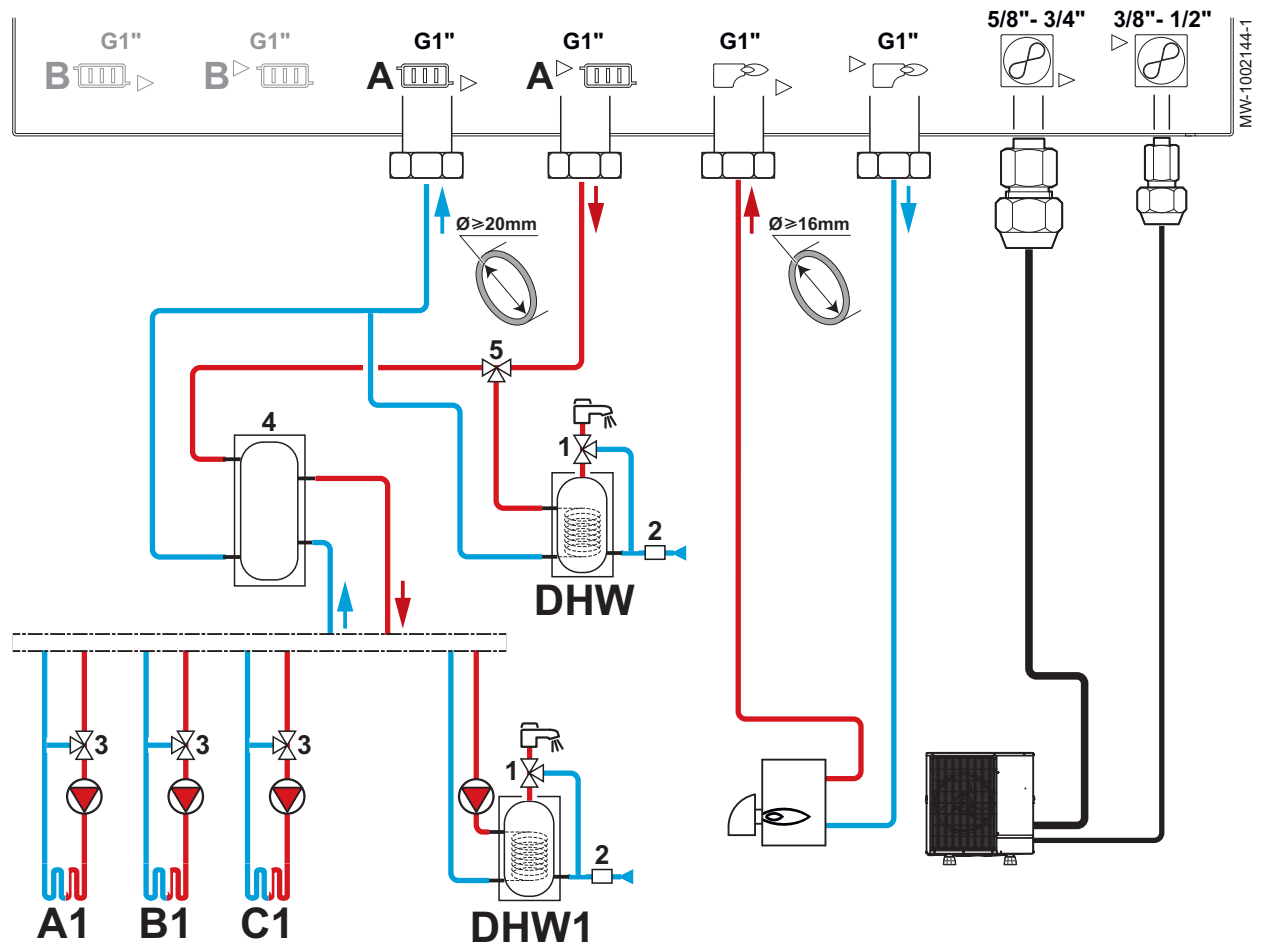 5/8"- 3/4" 3/8"- 1/2"
G1" G1" G1" G1" G1" G1"
B B A A
MW-1002144-1
Ø≥20mm Ø≥16mm
5
4
1
2
DHW
3 3 3
1
2
A1 B1 C1 DHW1